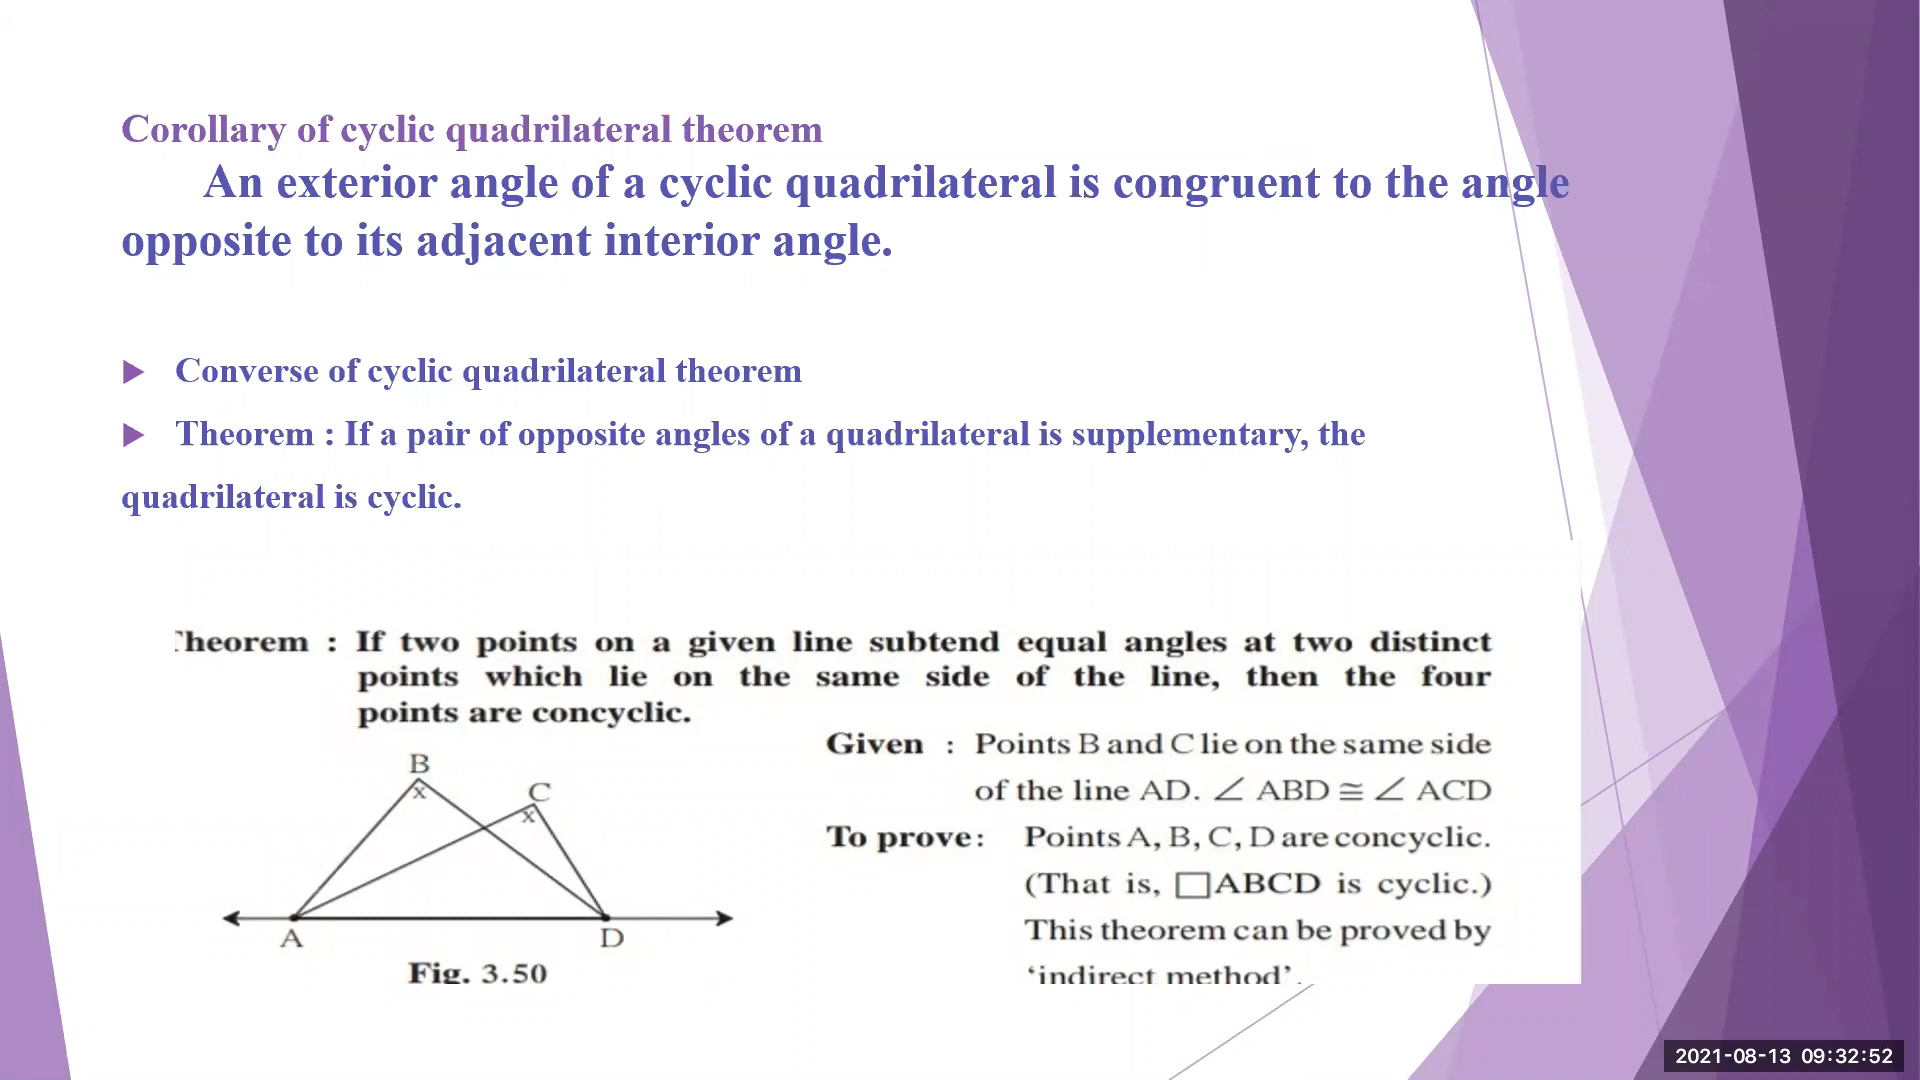 Corollary of cyclic quadrilateral theorem
An exterior angle of a cyclic quadrilateral is congruent to the angle
opposite to its adjacent interior angle.
Converse of cyclic quadrilateral theorem
Theorem : If a pair of opposite angles of a quadrilateral is supplementary, the
quadrilateral is cyclic.
heorem : If two points on a given line subtend equal angles at two distinct
points which lie on the same side of the line, then the four
points are concyclic.
B
x
C
x
A
D
Fig. 3.50
Given : Points B and C lie on the same side
of the line AD. ∠ ABD ≅ ∠ ACD
To prove: Points A, B, C, D are concyclic.
(That is, □ABCD is cyclic.)
This theorem can be proved by
‘indirect method’.
2021-08-13 09:32:52